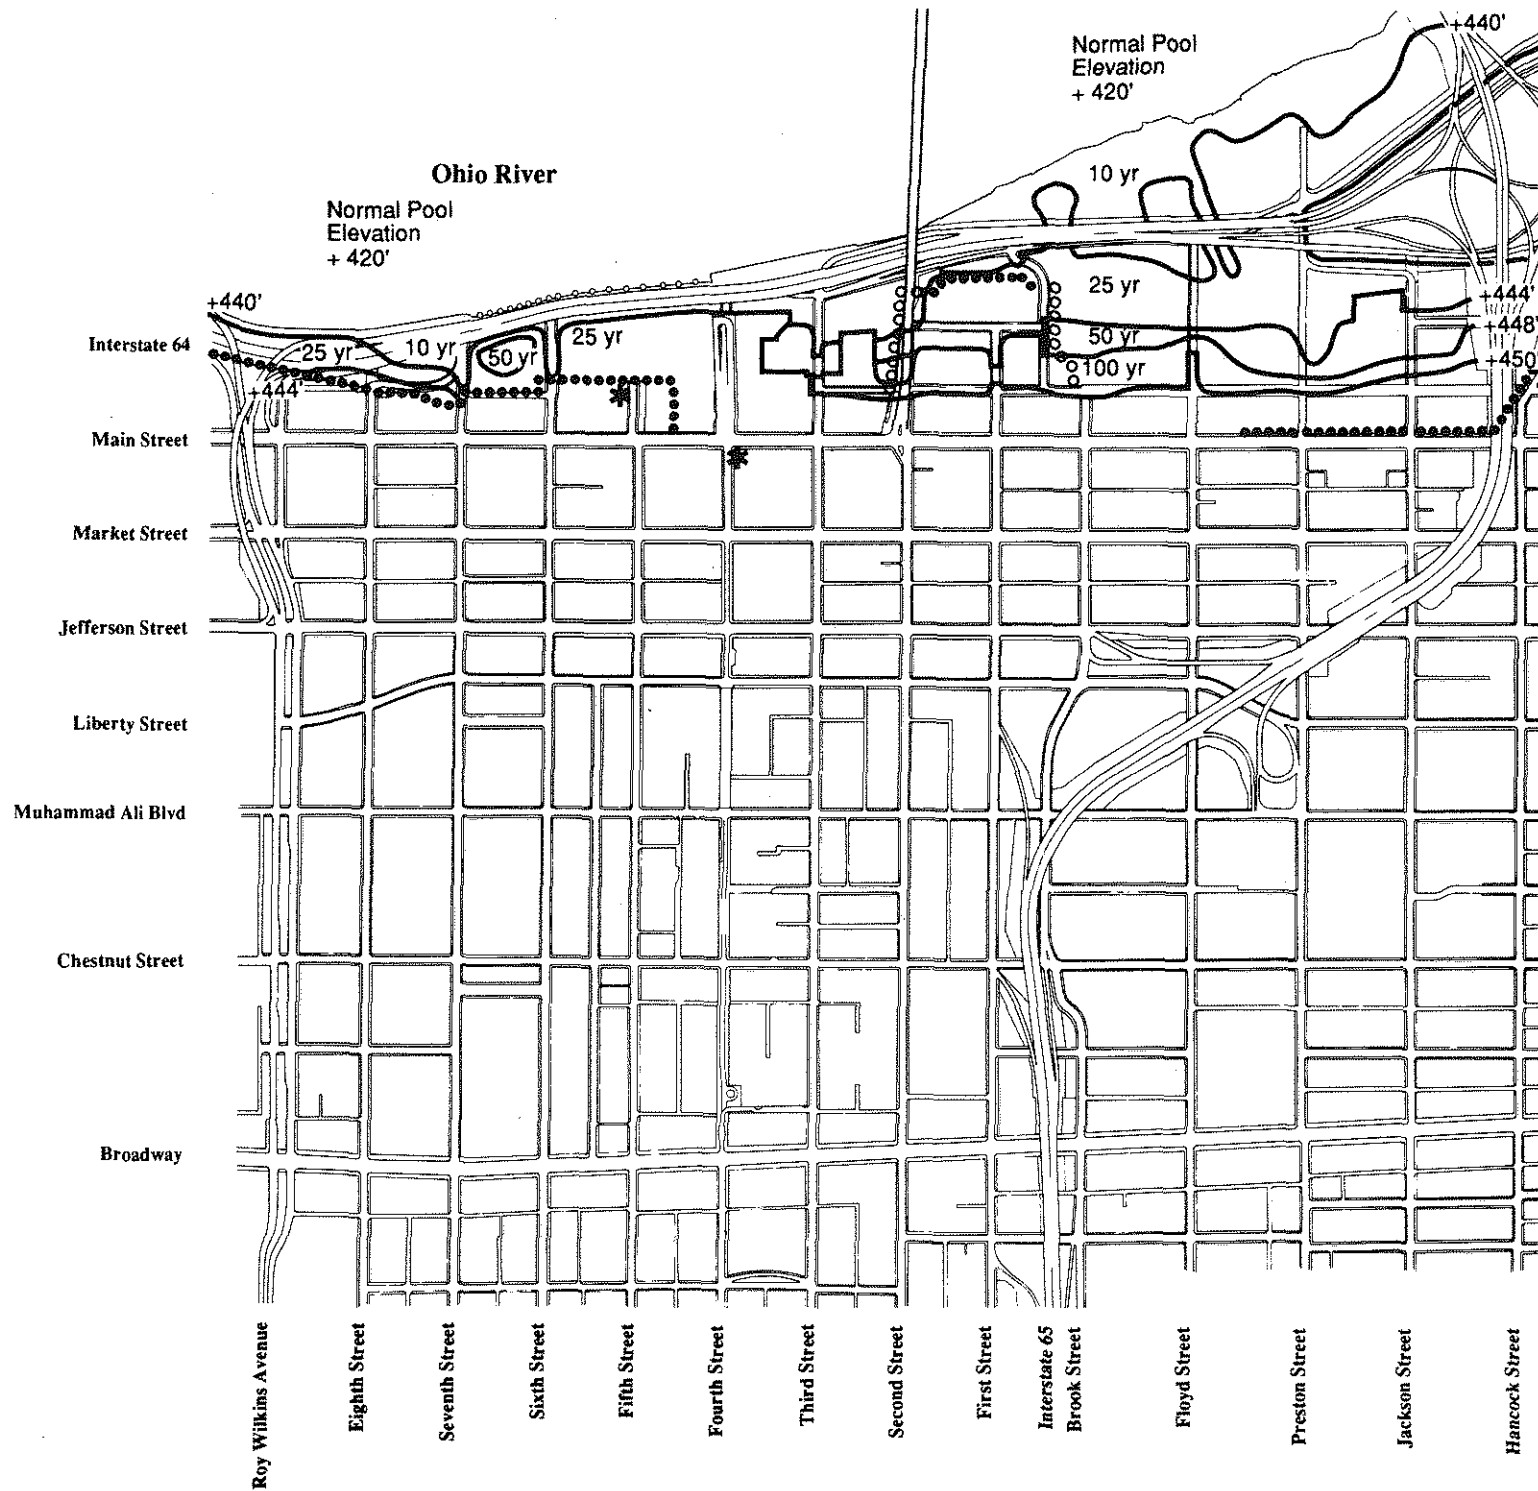 +440'
Normal Pool
Elevation
+ 420'
Ohio River
10 yr
Normal Pool
Elevation
+ 420'
25 yr
+440'
+444'
25 yr
50 yr
+448'
Interstate 64
25 yr
10 yr
50 yr
100 yr
+450
+444'
Main Street
Market Street
Jefferson Street
Liberty Street
Muhammad Ali Blvd
Chestnut Street
Broadway
Roy Wilkins Avenue
Eighth Street
Seventh Street
Sixth Street
Fifth Street
Fourth Street
Third Street
Second Street
First Street
Interstate 65
Brook Street
Floyd Street
Preston Street
Jackson Street
Hancock Street